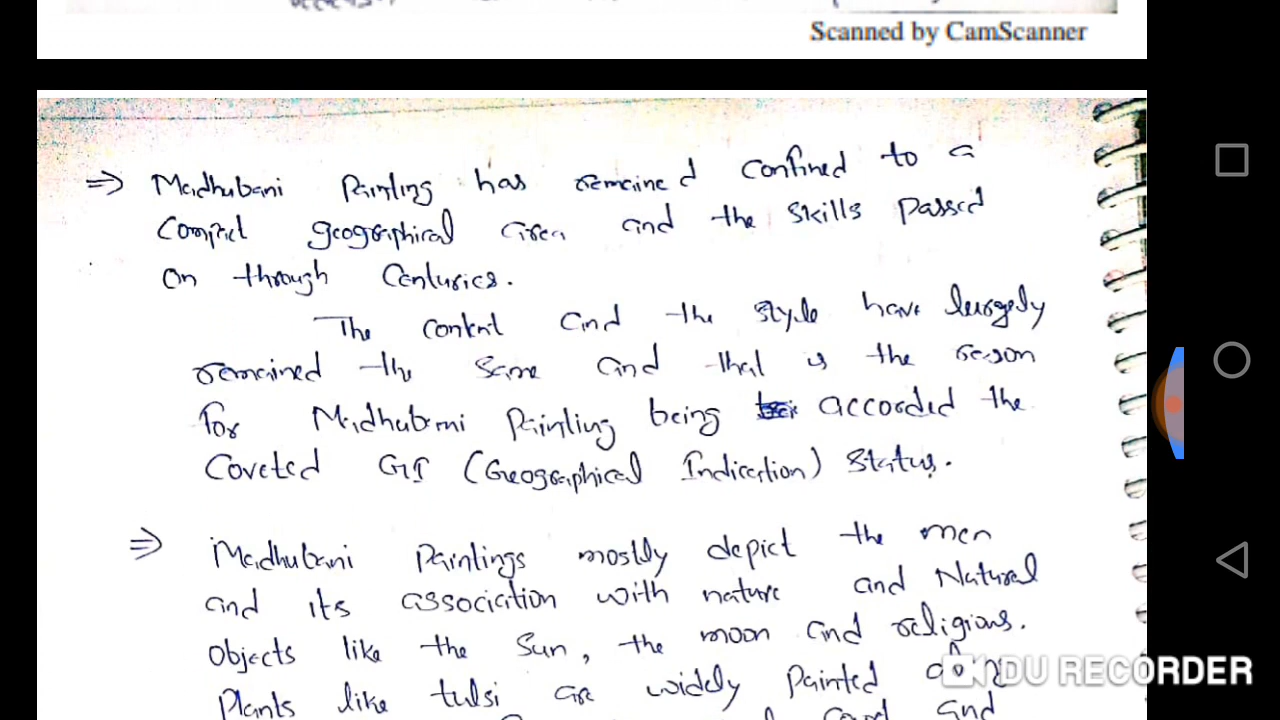 Scanned by CamScanner
⇒ Madhubani Painting has remained confined to a
Compact geographical area and the skills passed
on through Centuries.
The content and the style have largely
remained the same and that is the reason
for Madhubani Painting being accorded the
Coveted GI (Geographical Indication) Status.
⇒ Madhubani Paintings mostly depict the men
and its association with nature and Natural
objects like the Sun, the moon and religious.
Plants like tulsi are widely painted
DU RECORDER
and